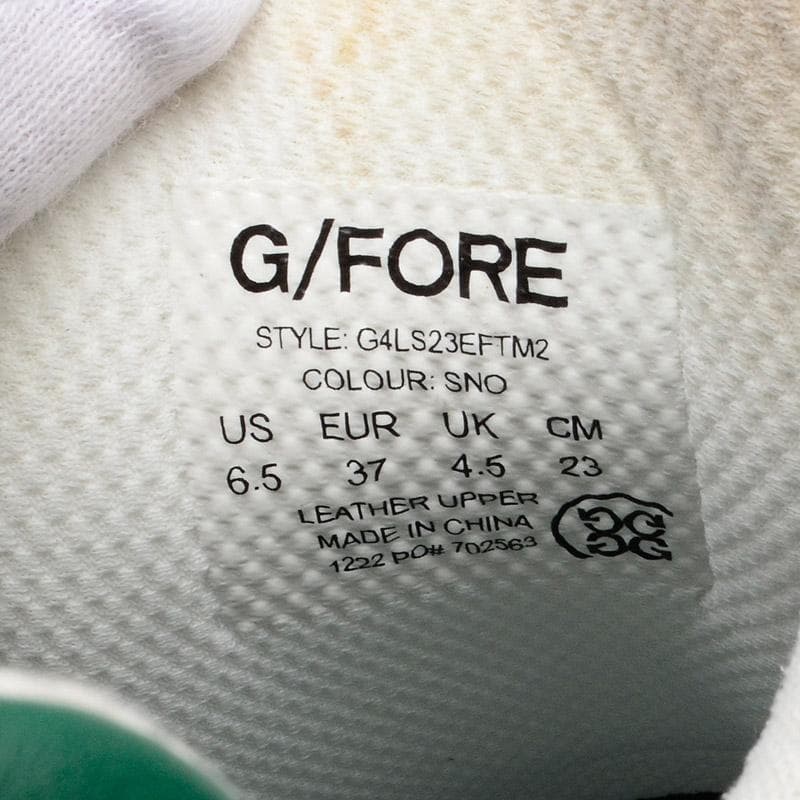 G/FORE
STYLE: G4LS23EFTM2
COLOUR: SNO
US EUR UK CM
6.5 37 4.5 23
LEATHER UPPER
MADE IN CHINA
1222 PO# 702563